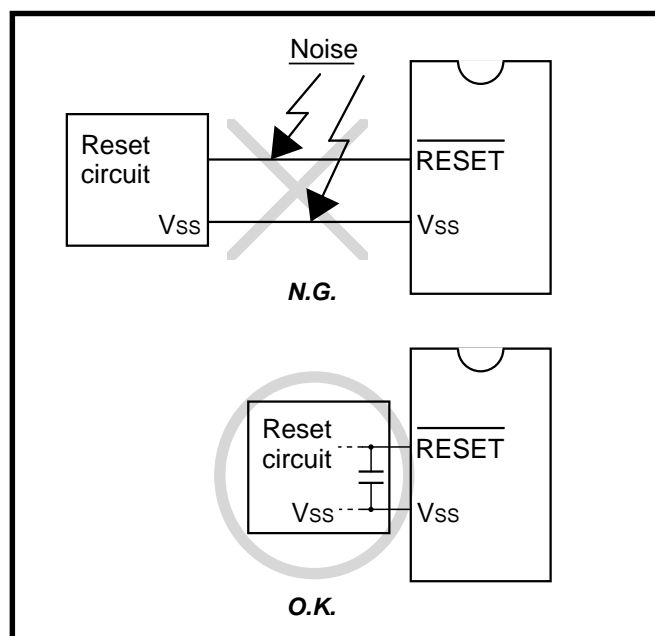 Noise
Reset
circuit
RESET
Vss
Vss
N.G.
Reset
circuit
RESET
Vss
Vss
O.K.